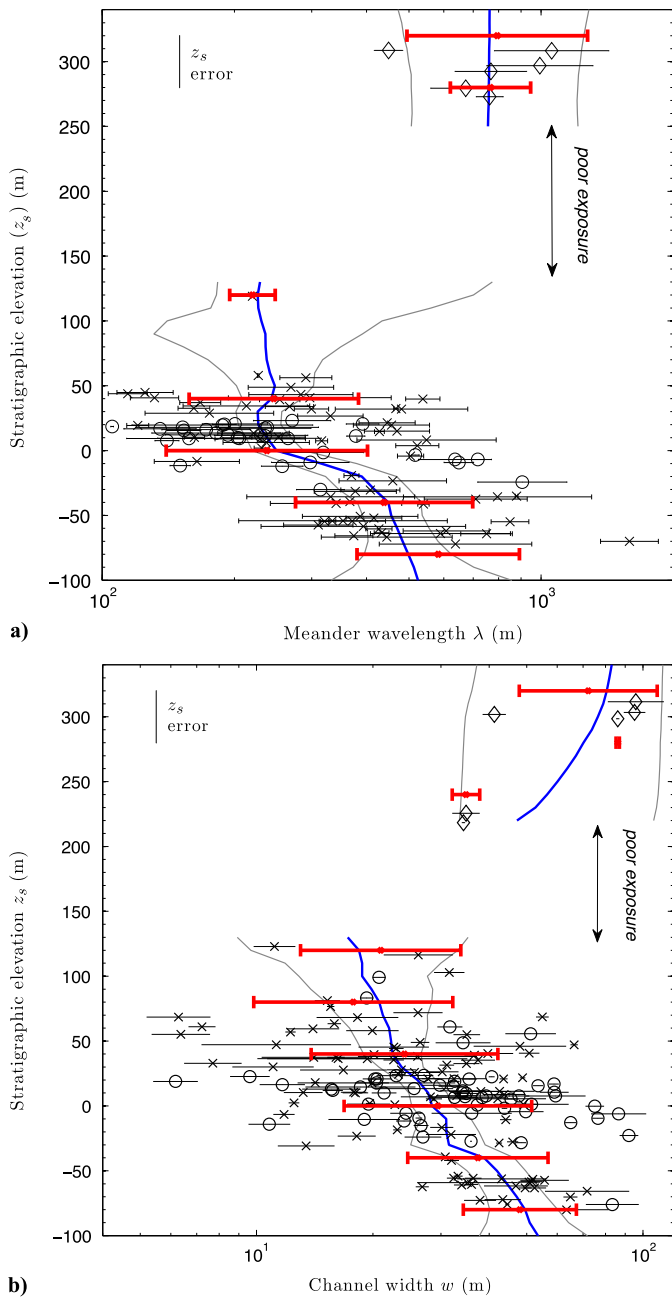 300
250
200
150
100
50
0
−50
−100
Stratigraphic elevation (z_s) (m)
z_s
error
poor exposure
10^2
10^3
Meander wavelength λ (m)
a)
300
250
200
150
100
50
0
−50
−100
Stratigraphic elevation z_s (m)
z_s
error
poor exposure
10^1
10^2
Channel width w (m)
b)